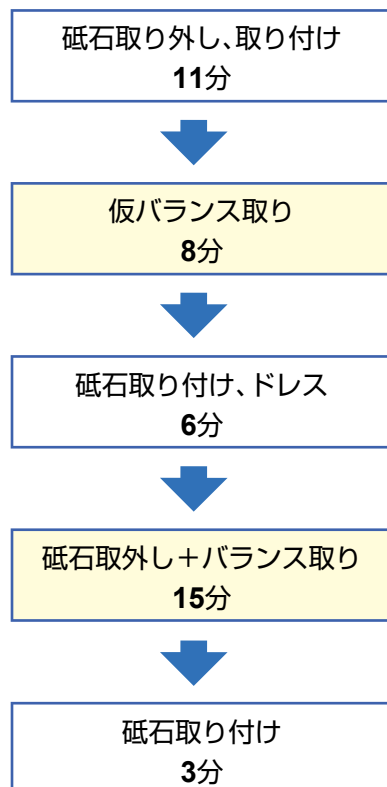 砥石取り外し、取り付け
11分
仮バランス取り
8分
砥石取り付け、ドレス
6分
砥石取外し＋バランス取り
15分
砥石取り付け
3分